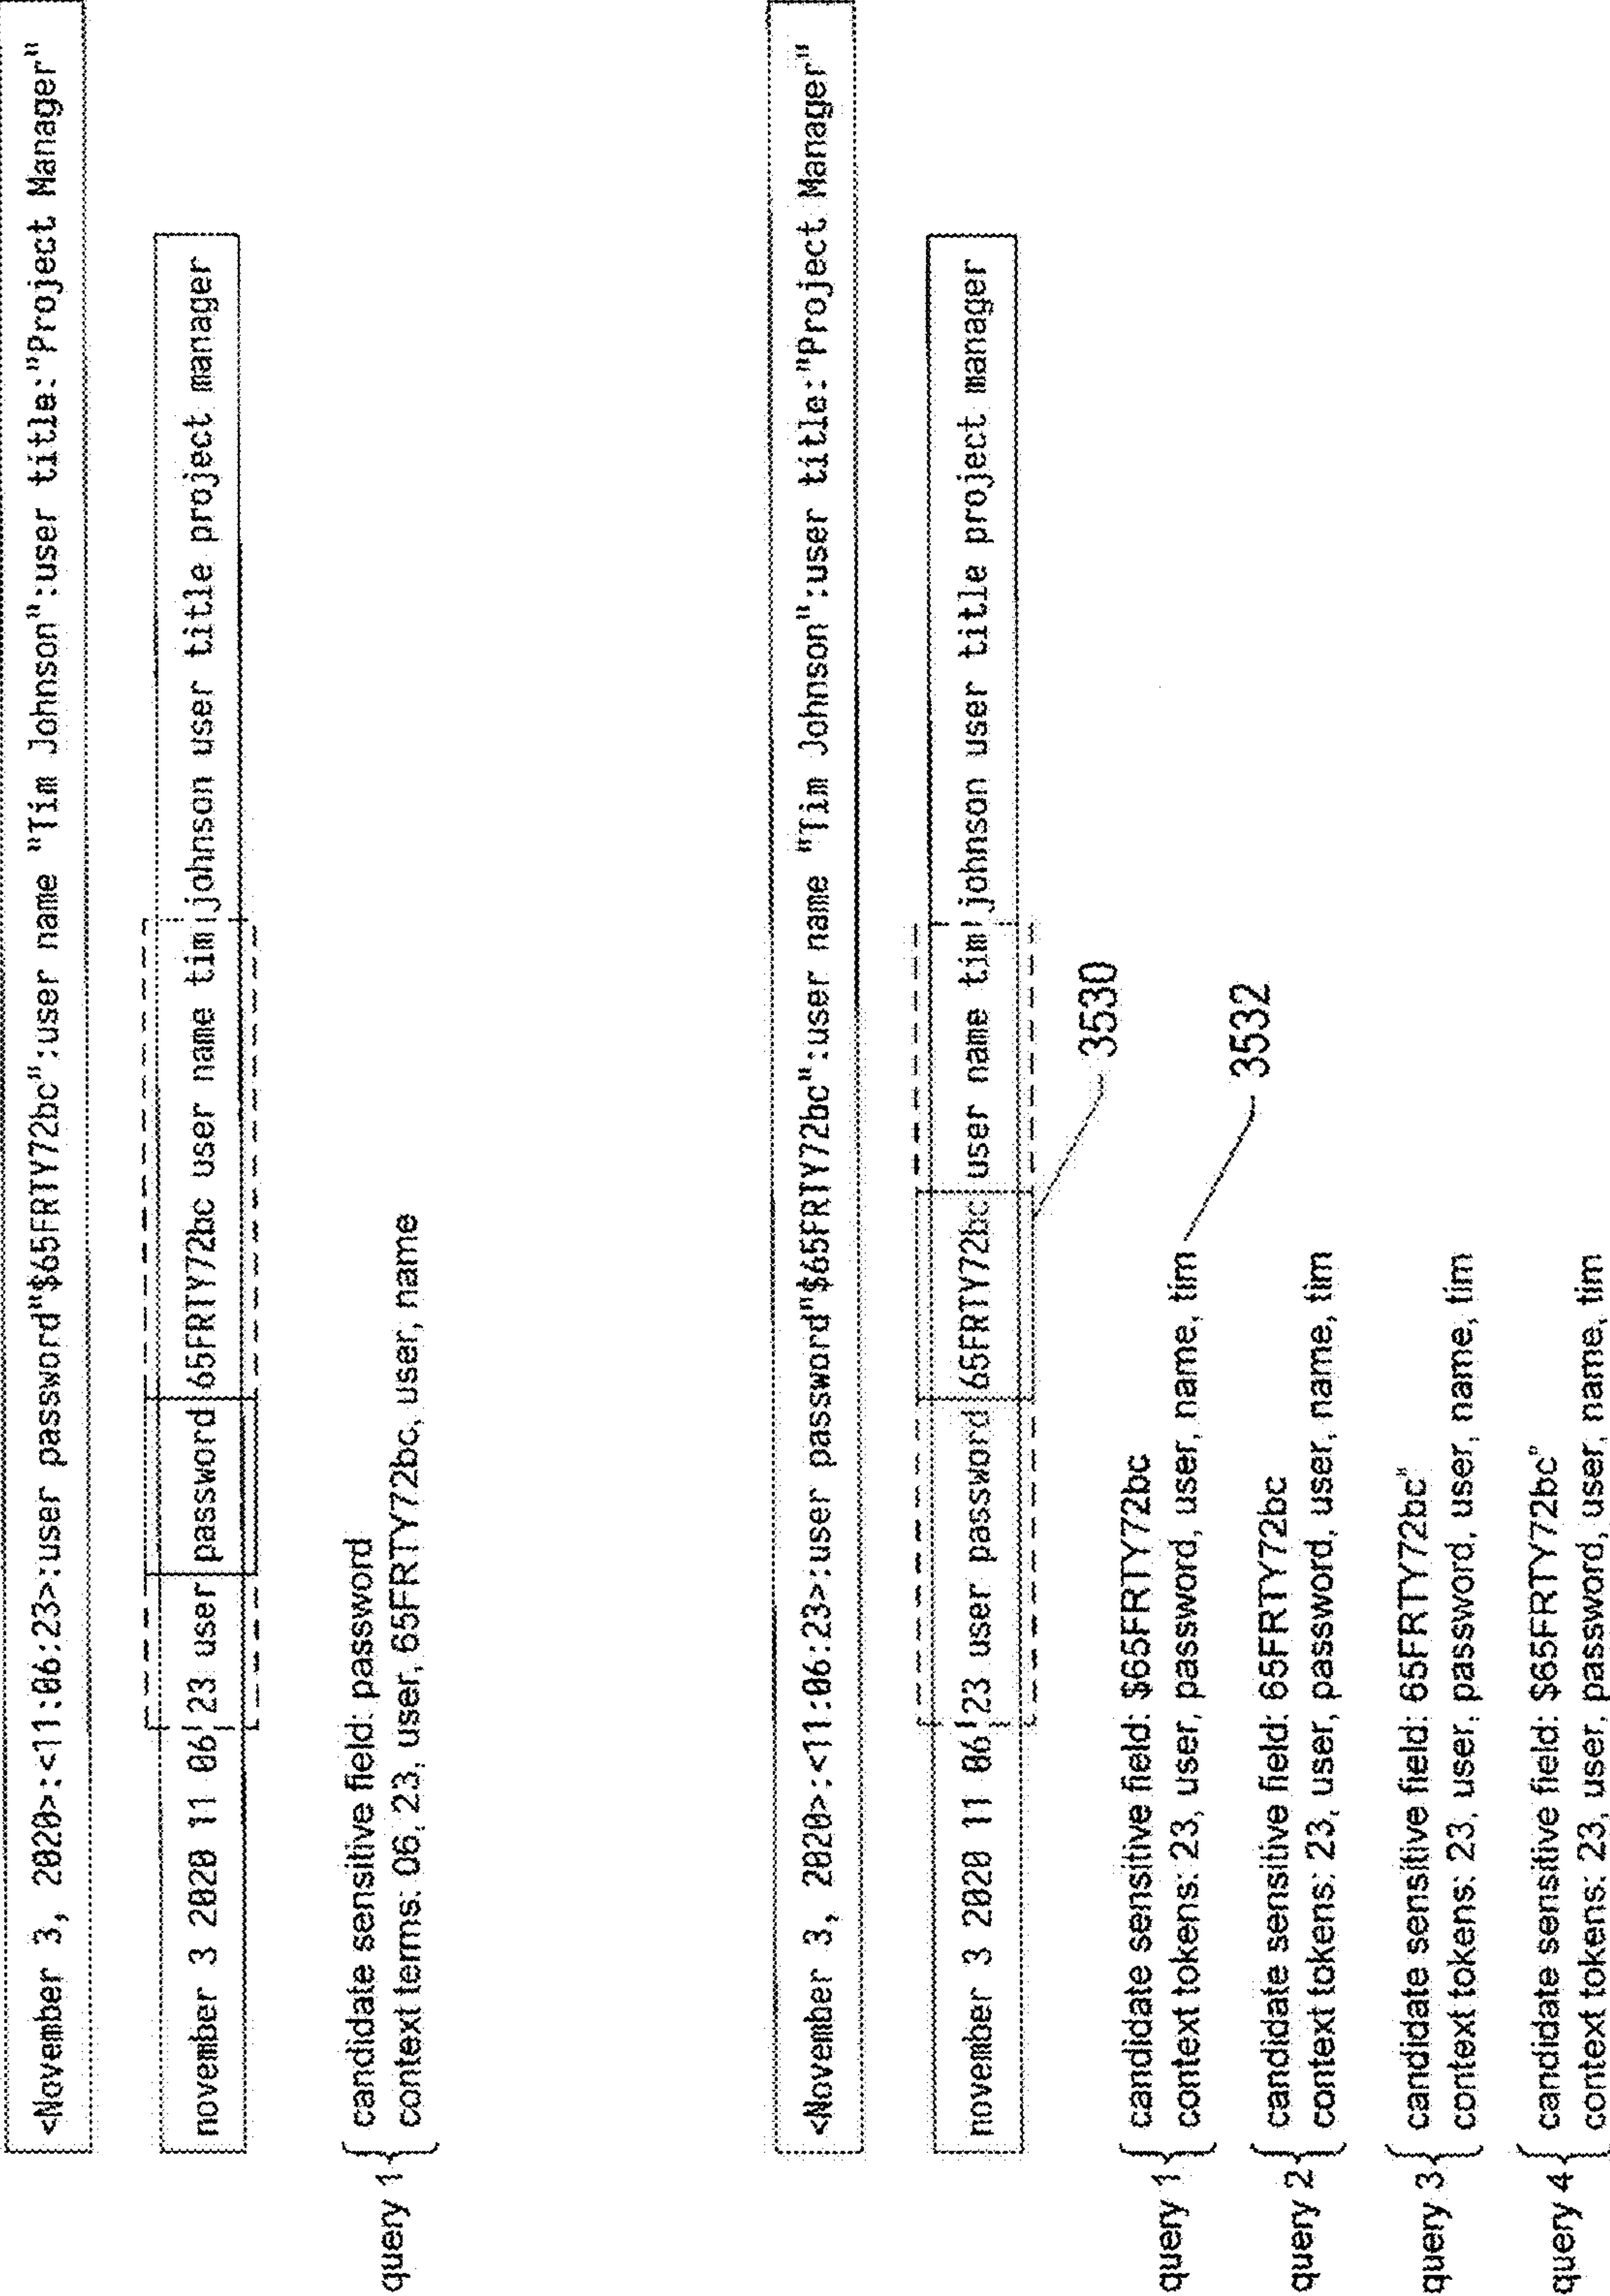 <November 3, 2020>:<11:06:23>:user password"$65FRTY72bc":user name "Tim Johnson":user title:"Project Manager"
november 3 2020 11 06 23 user password 65FRTY72bc user name tim johnson user title project manager
query 1
candidate sensitive field: password
context terms: 06, 23, user, 65FRTY72bc, user, name
<November 3, 2020>:<11:06:23>:user password"$65FRTY72bc":user name "Tim Johnson":user title:"Project Manager"
november 3 2020 11 06 23 user password 65FRTY72bc user name tim johnson user title project manager
3530
query 1
candidate sensitive field: $65FRTY72bc
context tokens: 23, user, password, user, name, tim
3532
query 2
candidate sensitive field: 65FRTY72bc
context tokens: 23, user, password, user, name, tim
query 3
candidate sensitive field: 65FRTY72bc"
context tokens: 23, user, password, user, name, tim
query 4
candidate sensitive field: $65FRTY72bc"
context tokens: 23, user, password, user, name, tim